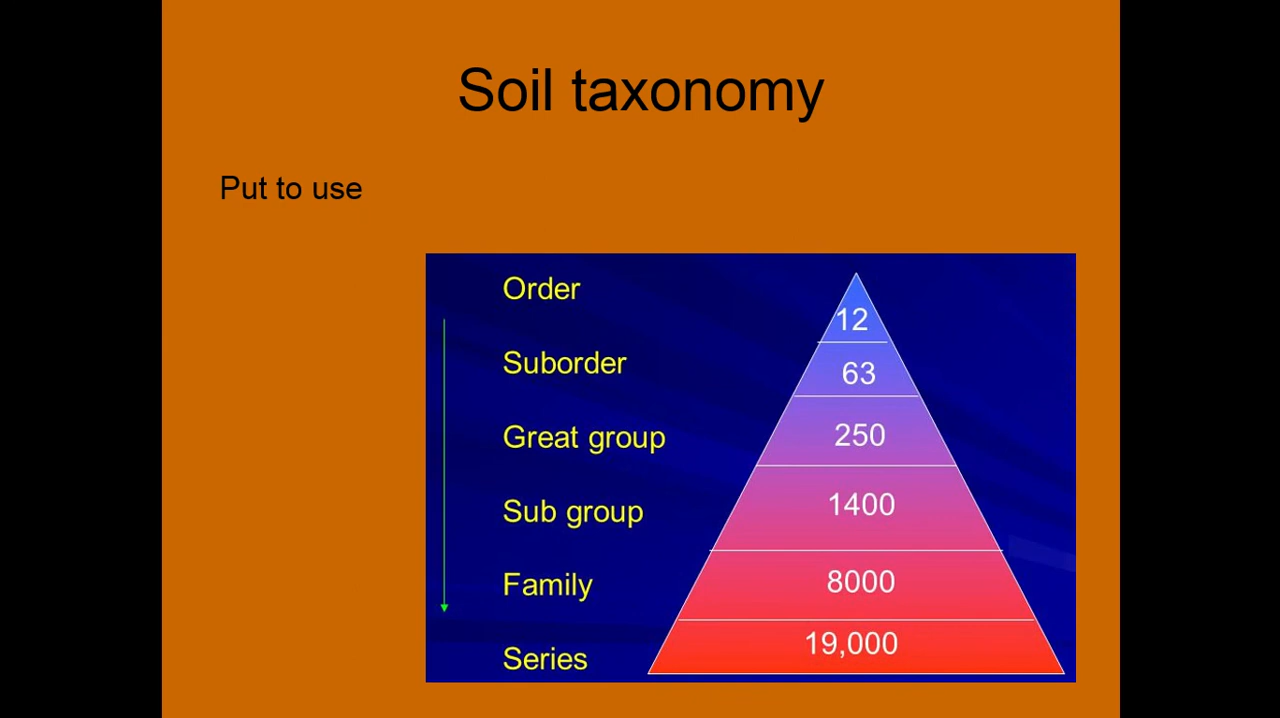 Soil taxonomy
Put to use
Order
12
Suborder
63
Great group
250
Sub group
1400
Family
8000
Series
19,000